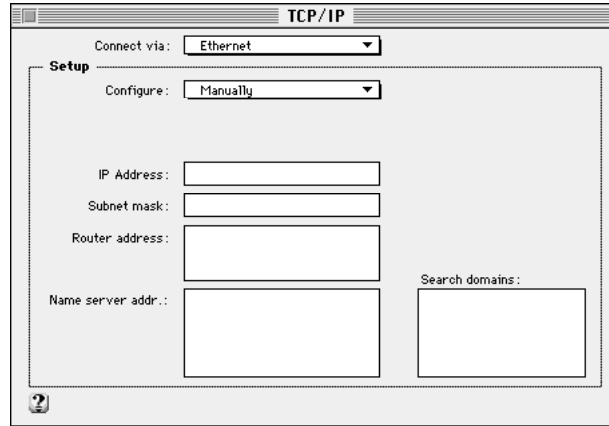 TCP/IP
Connect via: Ethernet
Setup
Configure: Manually
IP Address:
Subnet mask:
Router address:
Search domains:
Name server addr.:
?